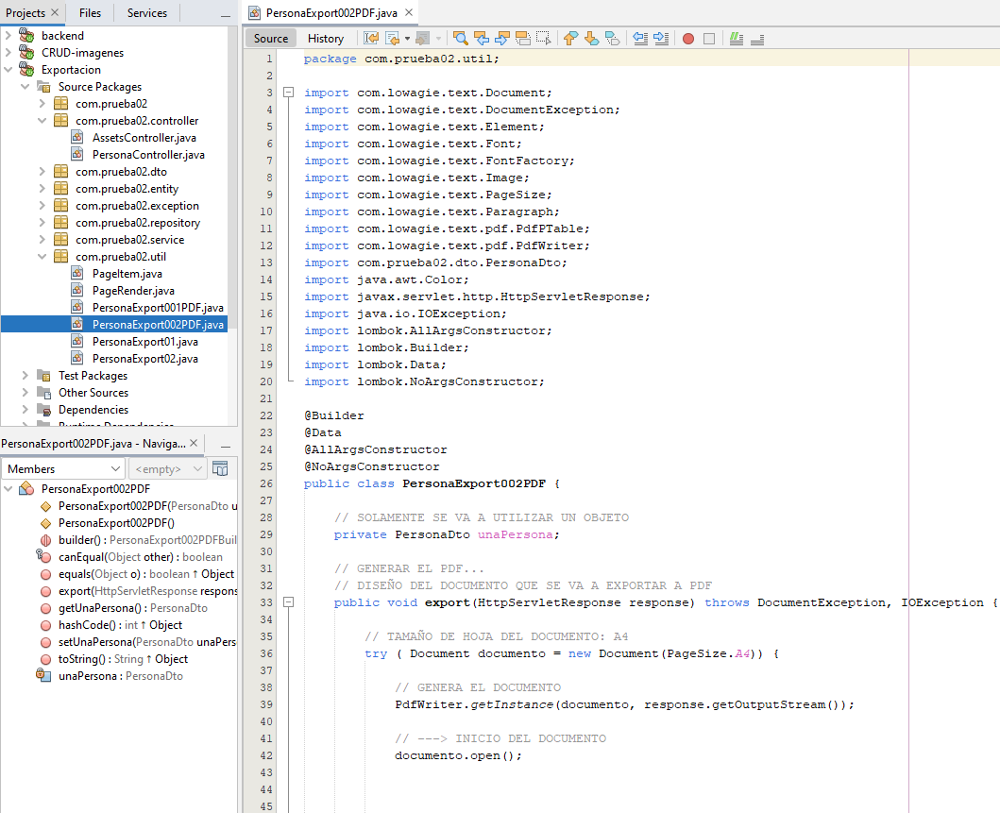 Projects
Files
Services
backend
CRUD-imagenes
Exportacion
Source Packages
com.prueba02
com.prueba02.controller
AssetsController.java
PersonaController.java
com.prueba02.dto
com.prueba02.entity
com.prueba02.exception
com.prueba02.repository
com.prueba02.service
com.prueba02.util
PageItem.java
PageRender.java
PersonaExport001PDF.java
PersonaExport002PDF.java
PersonaExport01.java
PersonaExport02.java
Test Packages
Other Sources
Dependencies
Runtime Dependencies
PersonaExport002PDF.java - Naviga...
Members
<empty>
PersonaExport002PDF
PersonaExport002PDF(PersonaDto u
PersonaExport002PDF()
builder() : PersonaExport002PDFBuil
canEqual(Object other) : boolean
equals(Object o) : boolean ↑ Object
export(HttpServletResponse respons
getUnaPersona() : PersonaDto
hashCode() : int ↑ Object
setUnaPersona(PersonaDto unaPers
toString() : String ↑ Object
unaPersona : PersonaDto
PersonaExport002PDF.java
Source
History
1 package com.prueba02.util;
2
3 import com.lowagie.text.Document;
4 import com.lowagie.text.DocumentException;
5 import com.lowagie.text.Element;
6 import com.lowagie.text.Font;
7 import com.lowagie.text.FontFactory;
8 import com.lowagie.text.Image;
9 import com.lowagie.text.PageSize;
10 import com.lowagie.text.Paragraph;
11 import com.lowagie.text.pdf.PdfPTable;
12 import com.lowagie.text.pdf.PdfWriter;
13 import com.prueba02.dto.PersonaDto;
14 import java.awt.Color;
15 import javax.servlet.http.HttpServletResponse;
16 import java.io.IOException;
17 import lombok.AllArgsConstructor;
18 import lombok.Builder;
19 import lombok.Data;
20 import lombok.NoArgsConstructor;
21
22 @Builder
23 @Data
24 @AllArgsConstructor
25 @NoArgsConstructor
26 public class PersonaExport002PDF {
27
28 // SOLAMENTE SE VA A UTILIZAR UN OBJETO
29 private PersonaDto unaPersona;
30
31 // GENERAR EL PDF...
32 // DISEÑO DEL DOCUMENTO QUE SE VA A EXPORTAR A PDF
33 public void export(HttpServletResponse response) throws DocumentException, IOException {
34
35 // TAMAÑO DE HOJA DEL DOCUMENTO: A4
36 try ( Document documento = new Document(PageSize.A4)) {
37
38 // GENERA EL DOCUMENTO
39 PdfWriter.getInstance(documento, response.getOutputStream());
40
41 // ---> INICIO DEL DOCUMENTO
42 documento.open();
43
44
45